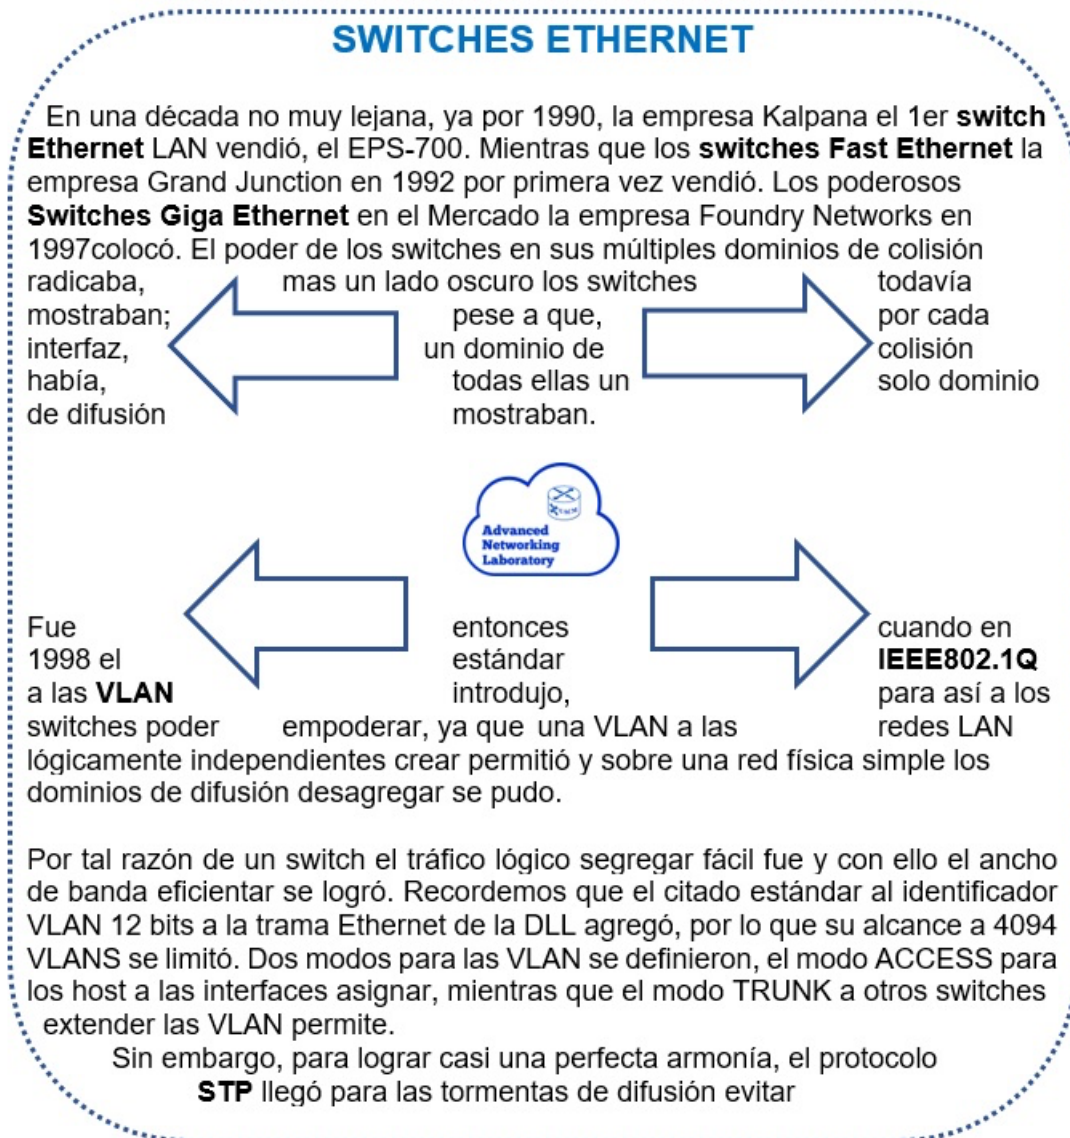 SWITCHES ETHERNET
En una década no muy lejana, ya por 1990, la empresa Kalpana el 1er switch
Ethernet LAN vendió, el EPS-700. Mientras que los switches Fast Ethernet la
empresa Grand Junction en 1992 por primera vez vendió. Los poderosos
Switches Giga Ethernet en el Mercado la empresa Foundry Networks en
1997colocó. El poder de los switches en sus múltiples dominios de colisión
radicaba, mas un lado oscuro los switches todavía
mostraban; pese a que, por cada
interfaz, un dominio de colisión
había, todas ellas un solo dominio
de difusión mostraban.
Advanced
Networking
Laboratory
Fue entonces cuando en
1998 el estándar IEEE802.1Q
a las VLAN introdujo, para así a los
switches poder empoderar, ya que una VLAN a las redes LAN
lógicamente independientes crear permitió y sobre una red física simple los
dominios de difusión desagregar se pudo.
Por tal razón de un switch el tráfico lógico segregar fácil fue y con ello el ancho
de banda eficientar se logró. Recordemos que el citado estándar al identificador
VLAN 12 bits a la trama Ethernet de la DLL agregó, por lo que su alcance a 4094
VLANS se limitó. Dos modos para las VLAN se definieron, el modo ACCESS para
los host a las interfaces asignar, mientras que el modo TRUNK a otros switches
extender las VLAN permite.
Sin embargo, para lograr casi una perfecta armonía, el protocolo
STP llegó para las tormentas de difusión evitar